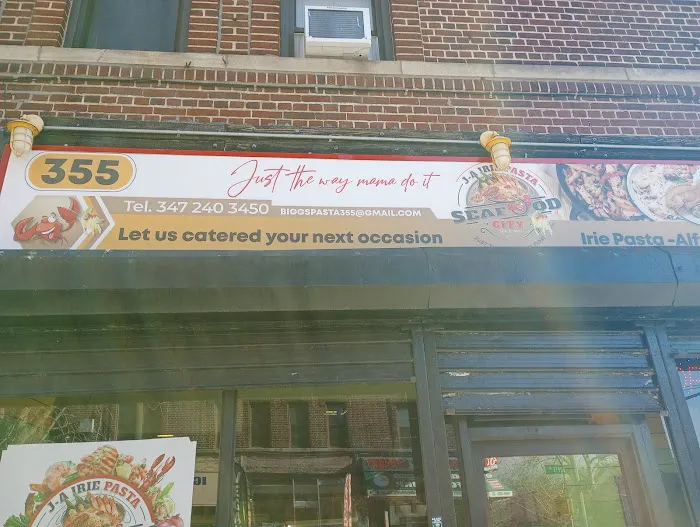 355
Just the way mama do it
Tel. 347 240 3450
BIGGSPASTA355@GMAIL.COM
Let us catered your next occasion
J-A IRIE PASTA
SEAFOOD
CITY
Irie Pasta -Alf
J-A IRIE PASTA